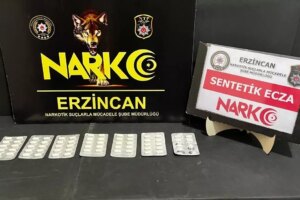 NARKO
ERZİNCAN
NARKOTİK SUÇLARLA MÜCADELE ŞUBE MÜDÜRLÜĞÜ
ERZİNCAN
SENTETİK ECZA
NARKO